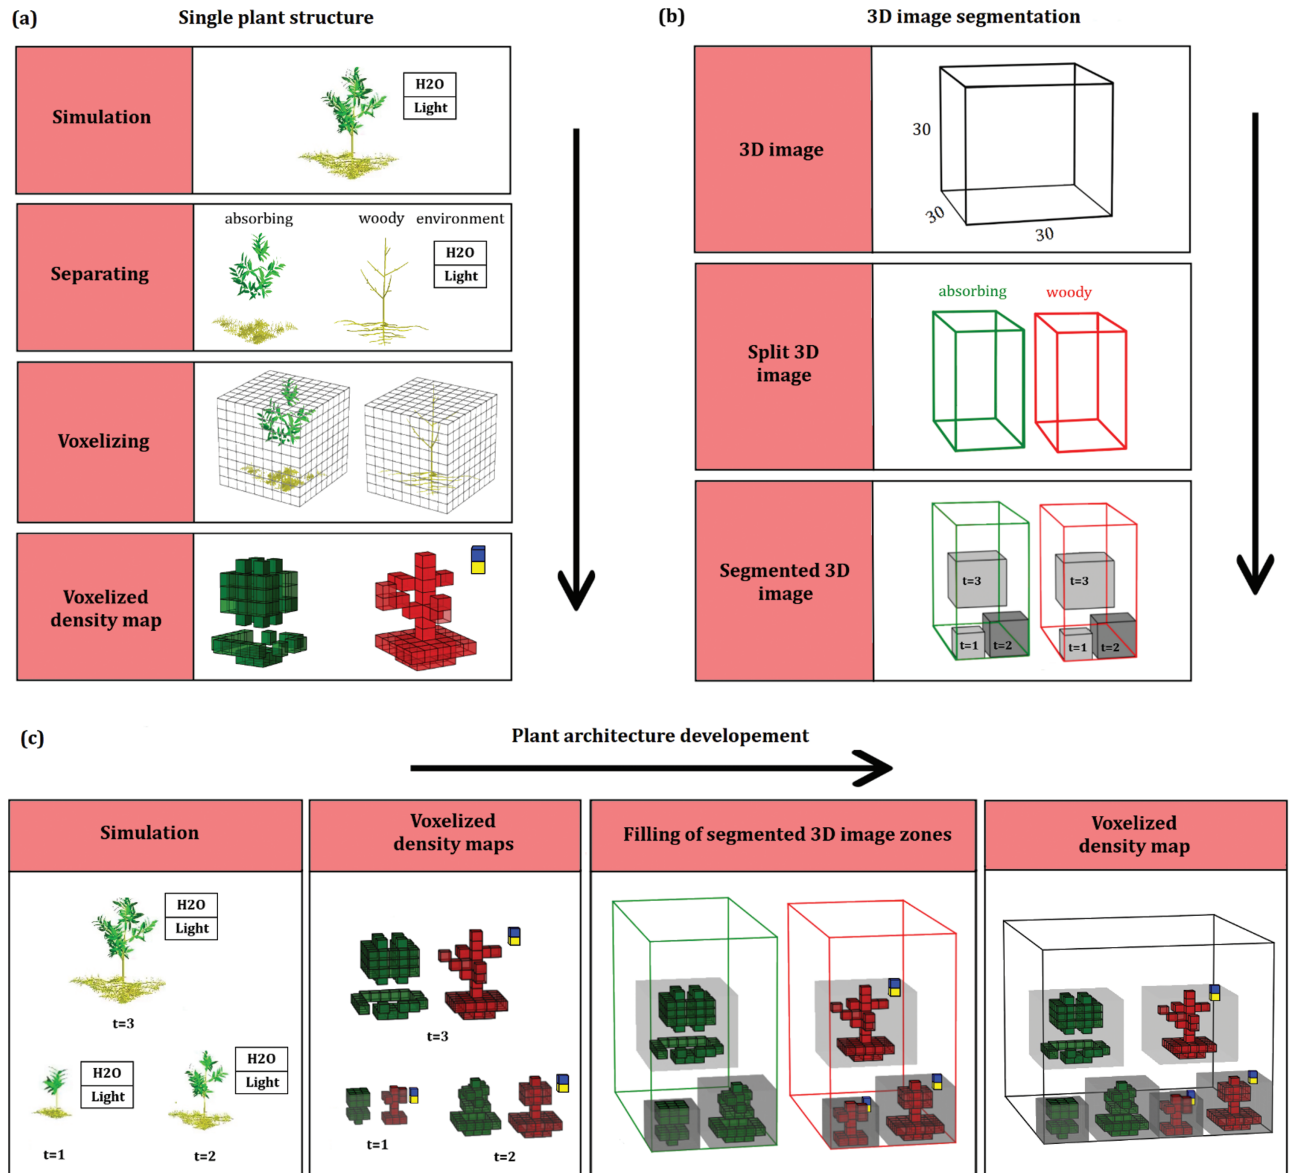 (a)
Single plant structure
Simulation
H2O
Light
Separating
absorbing
woody
environment
H2O
Light
Voxelizing
Voxelized
density map
(b)
3D image segmentation
3D image
30
30
30
Split 3D
image
absorbing
woody
Segmented 3D
image
t=3
t=1
t=2
t=3
t=1
t=2
(c)
Plant architecture developement
Simulation
H2O
Light
t=3
H2O
Light
t=1
H2O
Light
t=2
Voxelized
density maps
t=3
t=1
t=2
Filling of segmented 3D image zones
Voxelized
density map